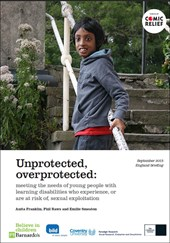 COMIC
RELIEF
September 2015
England Briefing
Unprotected,
overprotected:
meeting the needs of young people with
learning disabilities who experience, or
are at risk of, sexual exploitation
Anita Franklin, Phil Raws and Emilie Smeaton
Believe in
children
Barnardo's
bild
Coventry
University